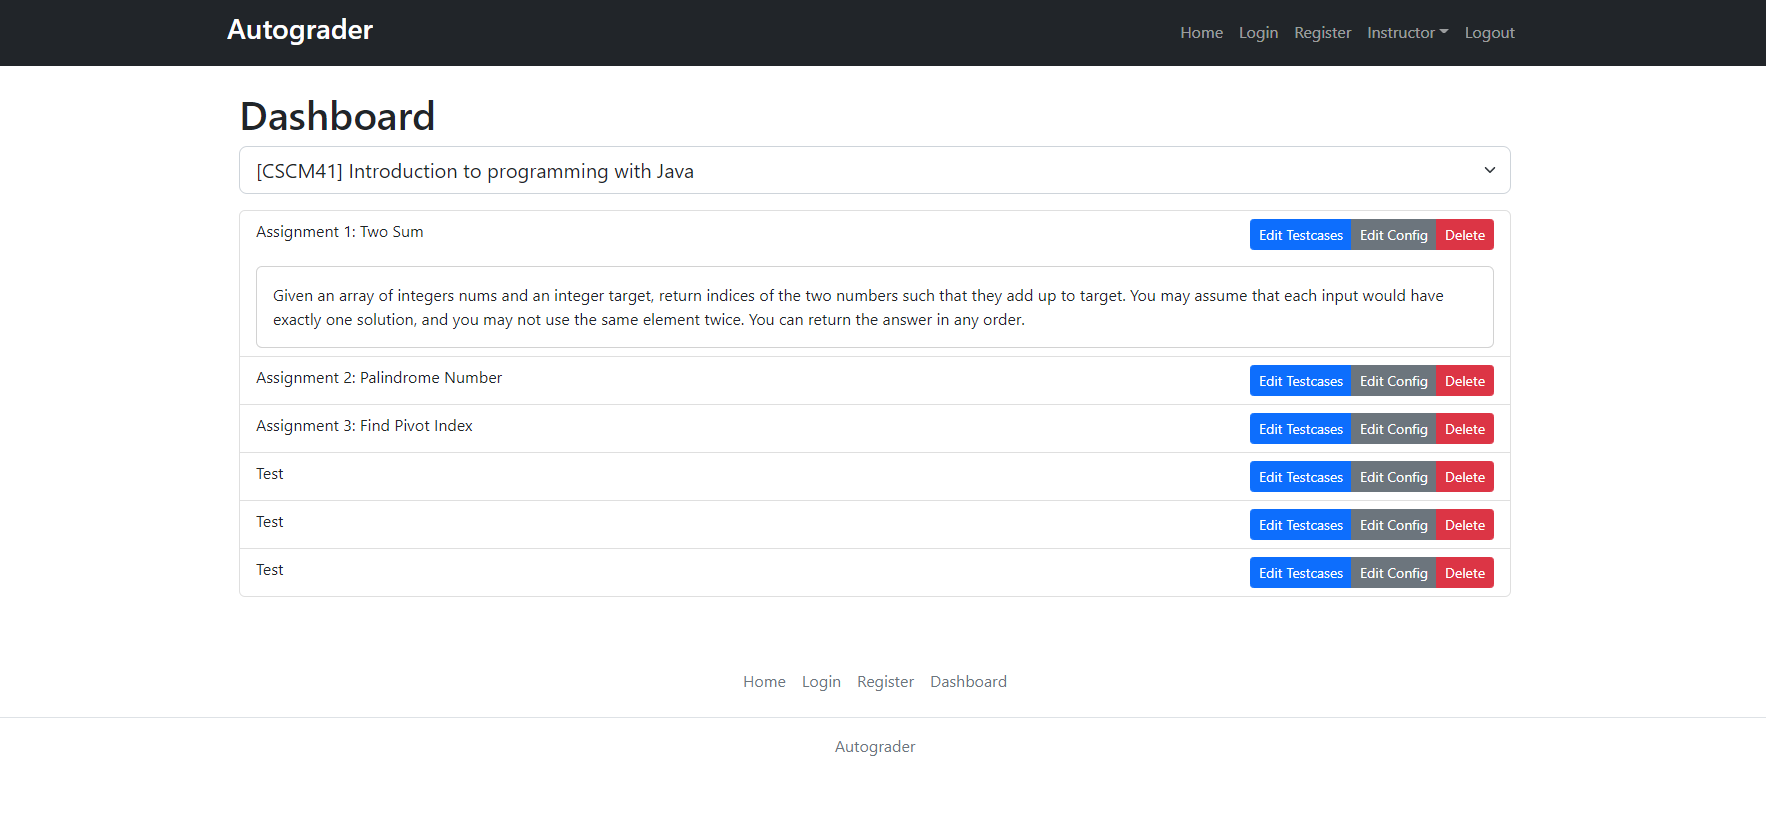 Autograder
Home Login Register Instructor Logout
Dashboard
[CSCM41] Introduction to programming with Java
Assignment 1: Two Sum
Edit Testcases Edit Config Delete
Given an array of integers nums and an integer target, return indices of the two numbers such that they add up to target. You may assume that each input would have
exactly one solution, and you may not use the same element twice. You can return the answer in any order.
Assignment 2: Palindrome Number
Edit Testcases Edit Config Delete
Assignment 3: Find Pivot Index
Edit Testcases Edit Config Delete
Test
Edit Testcases Edit Config Delete
Test
Edit Testcases Edit Config Delete
Test
Edit Testcases Edit Config Delete
Home Login Register Dashboard
Autograder